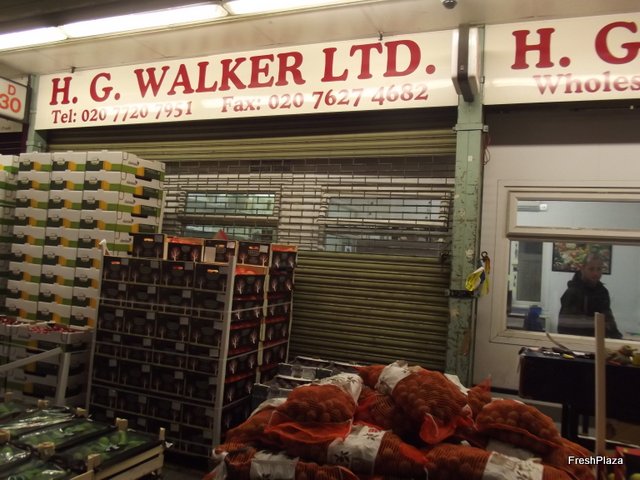 H. G. WALKER LTD.
Tel: 020 7720 7951 Fax: 020 7627 4682
H. G
Wholes
D
30
FreshPlaza